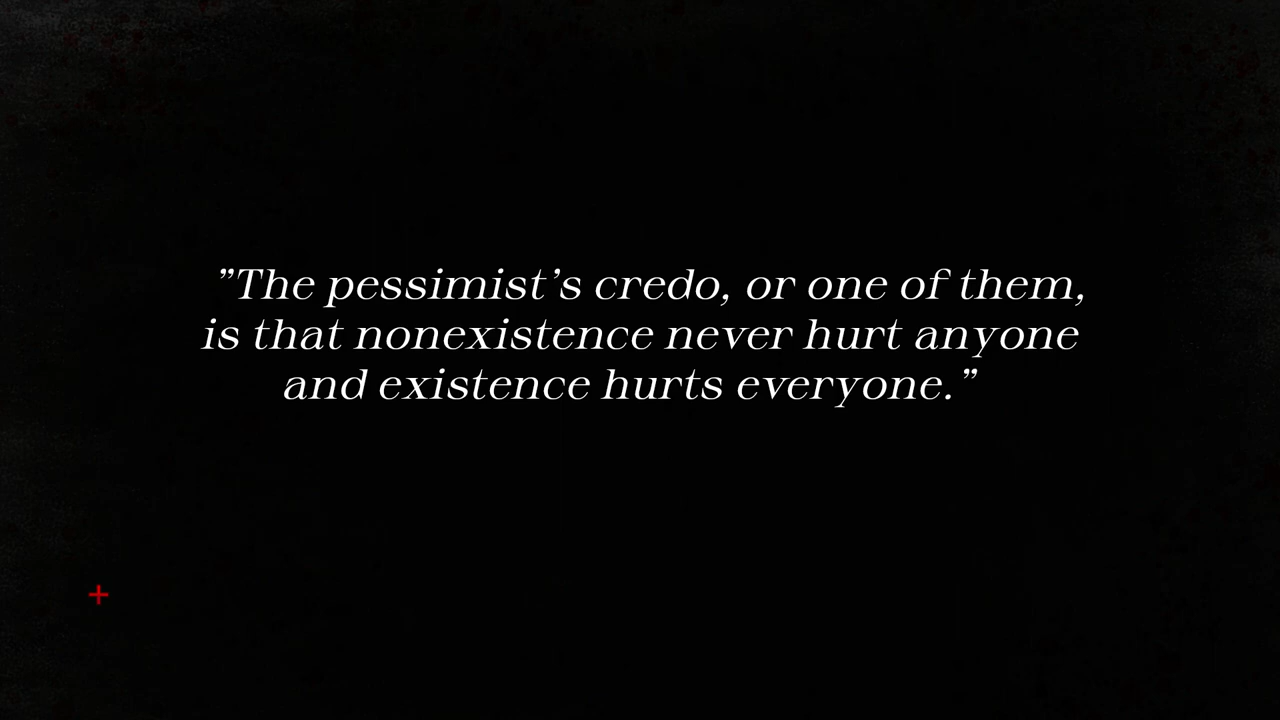 ”The pessimist’s credo, or one of them,
is that nonexistence never hurt anyone
and existence hurts everyone.”